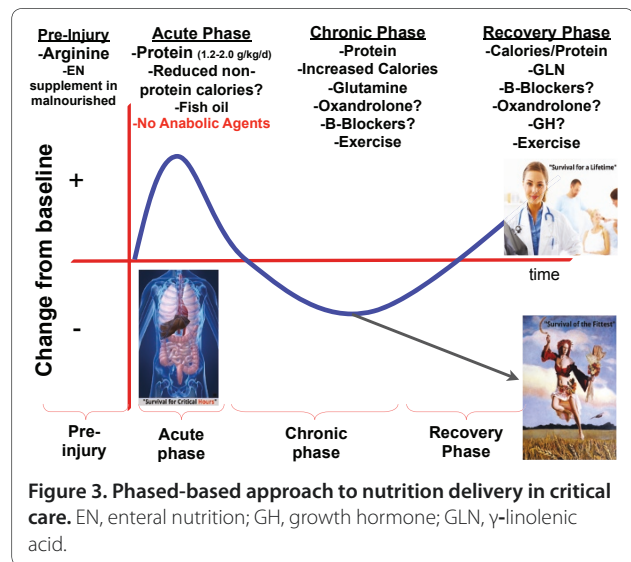 Pre-Injury
-Arginine
-EN
supplement in
malnourished
Acute Phase
-Protein (1.2-2.0 g/kg/d)
-Reduced non-
protein calories?
-Fish oil
-No Anabolic Agents
Chronic Phase
-Protein
-Increased Calories
-Glutamine
-Oxandrolone?
-B-Blockers?
-Exercise
Recovery Phase
-Calories/Protein
-GLN
-B-Blockers?
-Oxandrolone?
-GH?
-Exercise
Change from baseline
+
-
"Survival for a Lifetime"
time
"Survival for Critical Hours"
"Survival of the Fittest"
Pre-
injury
Acute
phase
Chronic
phase
Recovery
Phase
Figure 3. Phased-based approach to nutrition delivery in critical
care. EN, enteral nutrition; GH, growth hormone; GLN, γ-linolenic
acid.